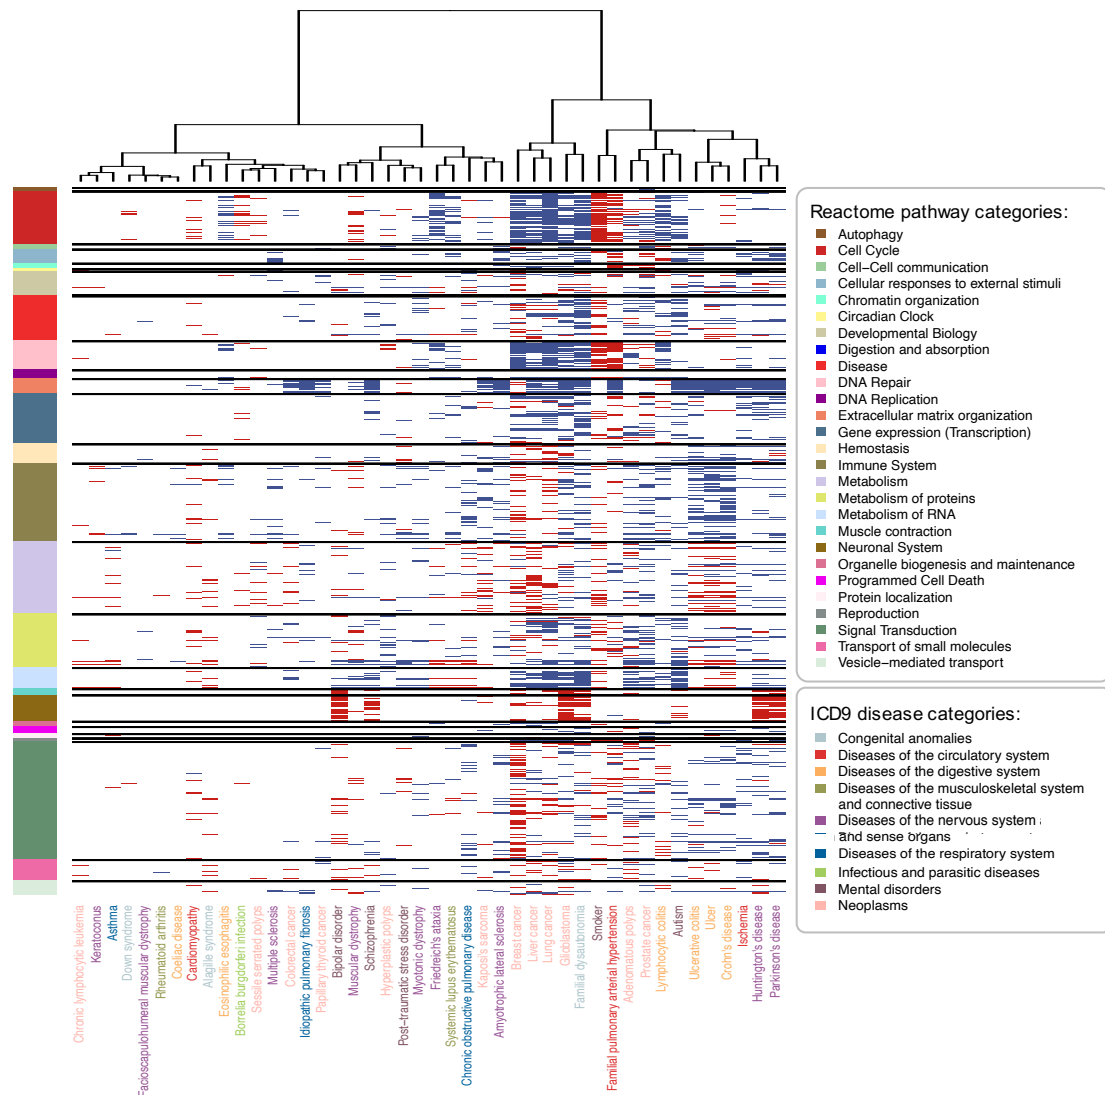 Reactome pathway categories:
Autophagy
Cell Cycle
Cell−Cell communication
Cellular responses to external stimuli
Chromatin organization
Circadian Clock
Developmental Biology
Digestion and absorption
Disease
DNA Repair
DNA Replication
Extracellular matrix organization
Gene expression (Transcription)
Hemostasis
Immune System
Metabolism
Metabolism of proteins
Metabolism of RNA
Muscle contraction
Neuronal System
Organelle biogenesis and maintenance
Programmed Cell Death
Protein localization
Reproduction
Signal Transduction
Transport of small molecules
Vesicle−mediated transport
ICD9 disease categories:
Congenital anomalies
Diseases of the circulatory system
Diseases of the digestive system
Diseases of the musculoskeletal system
and connective tissue
Diseases of the nervous system
and sense organs
Diseases of the respiratory system
Infectious and parasitic diseases
Mental disorders
Neoplasms
Chronic lymphocytic leukemia
Keratoconus
Asthma
Down syndrome
Facioscapulohumeral muscular dystrophy
Rheumatoid arthritis
Coeliac disease
Cardiomyopathy
Alagille syndrome
Eosinophilic esophagitis
Borrelia burgdorferi infection
Sessile serrated polyps
Multiple sclerosis
Colorectal cancer
Idiopathic pulmonary fibrosis
Papillary thyroid cancer
Bipolar disorder
Muscular dystrophy
Schizophrenia
Hyperplastic polyps
Post−traumatic stress disorder
Myotonic dystrophy
Friedreich's ataxia
Systemic lupus erythematosus
Chronic obstructive pulmonary disease
Kaposi's sarcoma
Amyotrophic lateral sclerosis
Breast cancer
Liver cancer
Lung cancer
Glioblastoma
Familial dysautonomia
Smoker
Familial pulmonary arterial hypertension
Adenomatous polyps
Prostate cancer
Lymphocytic colitis
Autism
Ulcerative colitis
Ulcer
Crohn's disease
Ischemia
Huntington's disease
Parkinson's disease